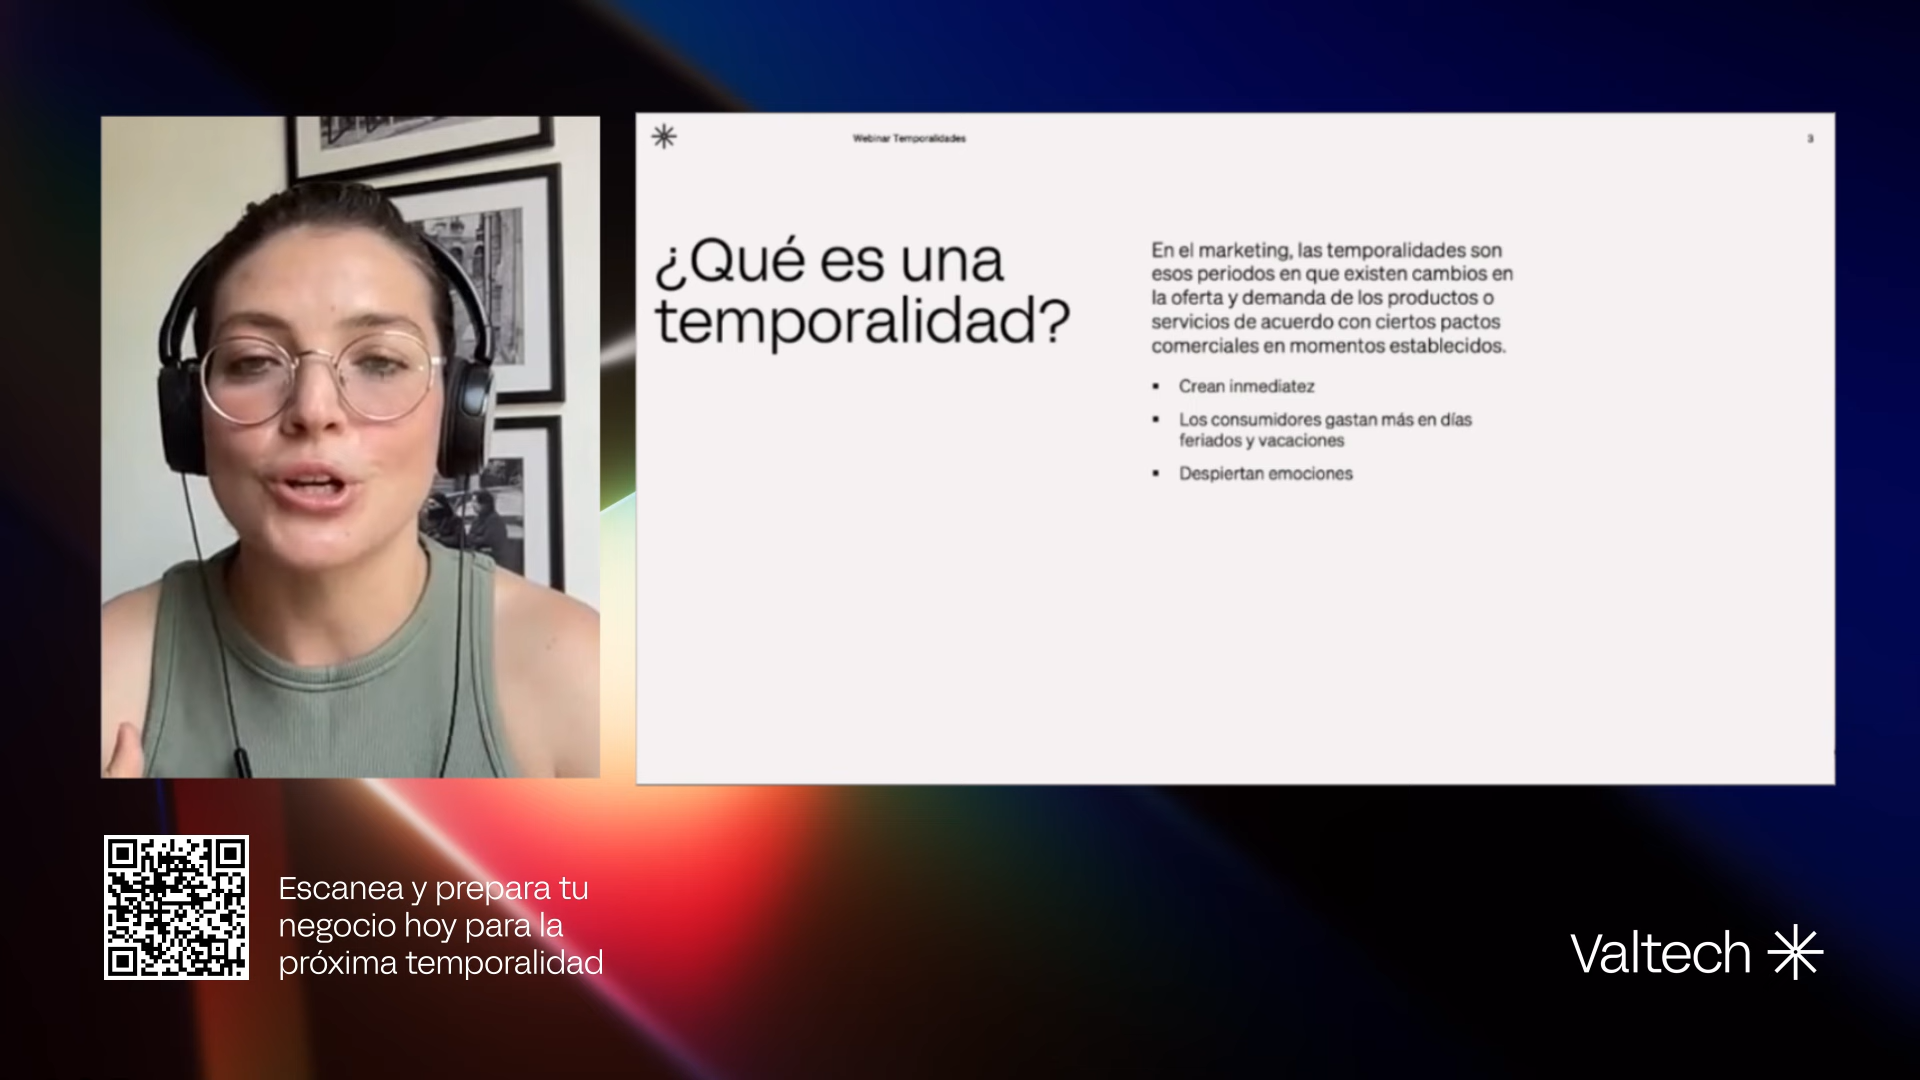 Webinar Temporalidades
3
¿Qué es una
temporalidad?
En el marketing, las temporalidades son
esos periodos en que existen cambios en
la oferta y demanda de los productos o
servicios de acuerdo con ciertos pactos
comerciales en momentos establecidos.
▪ Crean inmediatez
▪ Los consumidores gastan más en días
feriados y vacaciones
▪ Despiertan emociones
Escanea y prepara tu
negocio hoy para la
próxima temporalidad
Valtech